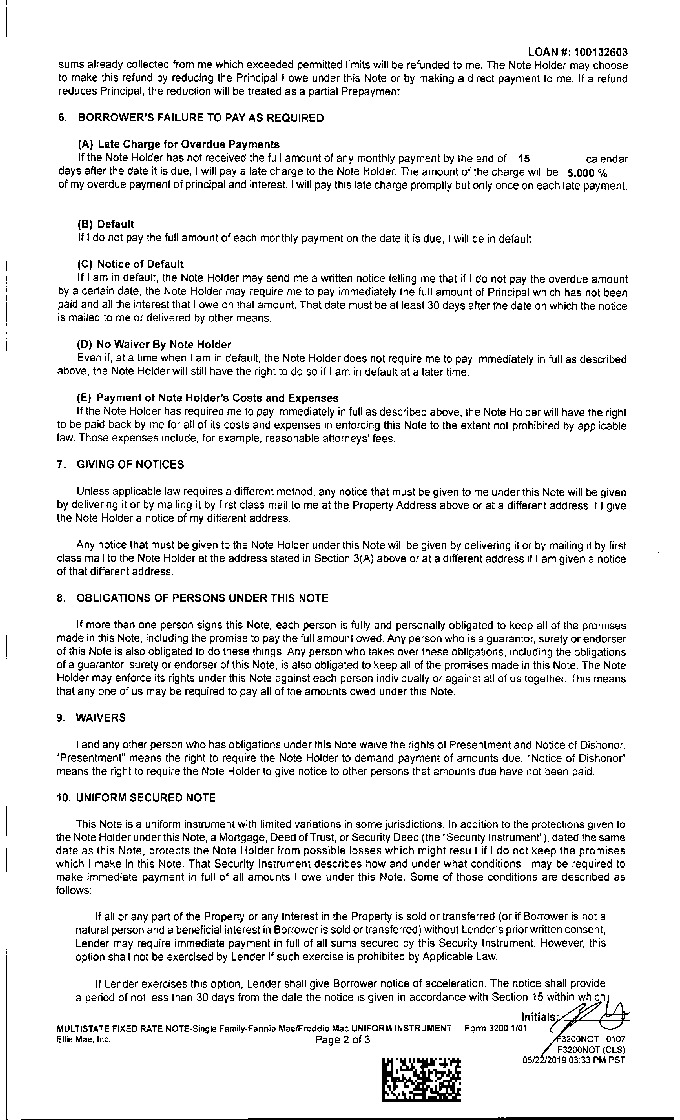 LOAN #: 100132603
sums already collected from me which exceeded permitted limits will be refunded to me. The Note Holder may choose
to make this refund by reducing the Principal I owe under this Note or by making a direct payment to me. If a refund
reduces Principal, the reduction will be treated as a partial Prepayment.
6. BORROWER'S FAILURE TO PAY AS REQUIRED
(A) Late Charge for Overdue Payments
If the Note Holder has not received the full amount of any monthly payment by the end of 15 calendar
days after the date it is due, I will pay a late charge to the Note Holder. The amount of the charge will be 5.000 %
of my overdue payment of principal and interest. I will pay this late charge promptly but only once on each late payment.
(B) Default
If I do not pay the full amount of each monthly payment on the date it is due, I will be in default.
(C) Notice of Default
If I am in default, the Note Holder may send me a written notice telling me that if I do not pay the overdue amount
by a certain date, the Note Holder may require me to pay immediately the full amount of Principal which has not been
paid and all the interest that I owe on that amount. That date must be at least 30 days after the date on which the notice
is mailed to me or delivered by other means.
(D) No Waiver By Note Holder
Even if, at a time when I am in default, the Note Holder does not require me to pay immediately in full as described
above, the Note Holder will still have the right to do so if I am in default at a later time.
(E) Payment of Note Holder's Costs and Expenses
If the Note Holder has required me to pay immediately in full as described above, the Note Holder will have the right
to be paid back by me for all of its costs and expenses in enforcing this Note to the extent not prohibited by applicable
law. Those expenses include, for example, reasonable attorneys' fees.
7. GIVING OF NOTICES
Unless applicable law requires a different method, any notice that must be given to me under this Note will be given
by delivering it or by mailing it by first class mail to me at the Property Address above or at a different address if I give
the Note Holder a notice of my different address.
Any notice that must be given to the Note Holder under this Note will be given by delivering it or by mailing it by first
class mail to the Note Holder at the address stated in Section 3(A) above or at a different address if I am given a notice
of that different address.
8. OBLIGATIONS OF PERSONS UNDER THIS NOTE
If more than one person signs this Note, each person is fully and personally obligated to keep all of the promises
made in this Note, including the promise to pay the full amount owed. Any person who is a guarantor, surety or endorser
of this Note is also obligated to do these things. Any person who takes over these obligations, including the obligations
of a guarantor, surety or endorser of this Note, is also obligated to keep all of the promises made in this Note. The Note
Holder may enforce its rights under this Note against each person individually or against all of us together. This means
that any one of us may be required to pay all of the amounts owed under this Note.
9. WAIVERS
I and any other person who has obligations under this Note waive the rights of Presentment and Notice of Dishonor.
"Presentment" means the right to require the Note Holder to demand payment of amounts due. "Notice of Dishonor"
means the right to require the Note Holder to give notice to other persons that amounts due have not been paid.
10. UNIFORM SECURED NOTE
This Note is a uniform instrument with limited variations in some jurisdictions. In addition to the protections given to
the Note Holder under this Note, a Mortgage, Deed of Trust, or Security Deed (the "Security Instrument"), dated the same
date as this Note, protects the Note Holder from possible losses which might result if I do not keep the promises
which I make in this Note. That Security Instrument describes how and under what conditions I may be required to
make immediate payment in full of all amounts I owe under this Note. Some of those conditions are described as
follows:
If all or any part of the Property or any Interest in the Property is sold or transferred (or if Borrower is not a
natural person and a beneficial interest in Borrower is sold or transferred) without Lender's prior written consent,
Lender may require immediate payment in full of all sums secured by this Security Instrument. However, this
option shall not be exercised by Lender if such exercise is prohibited by Applicable Law.
If Lender exercises this option, Lender shall give Borrower notice of acceleration. The notice shall provide
a period of not less than 30 days from the date the notice is given in accordance with Section 15 within which
Initials:
MULTISTATE FIXED RATE NOTE-Single Family-Fannie Mae/Freddie Mac UNIFORM INSTRUMENT Form 3200 1/01
Ellie Mae, Inc. Page 2 of 3 F3200NOT 0107
F3200NOT (CLS)
05/22/2019 03:33 PM PST